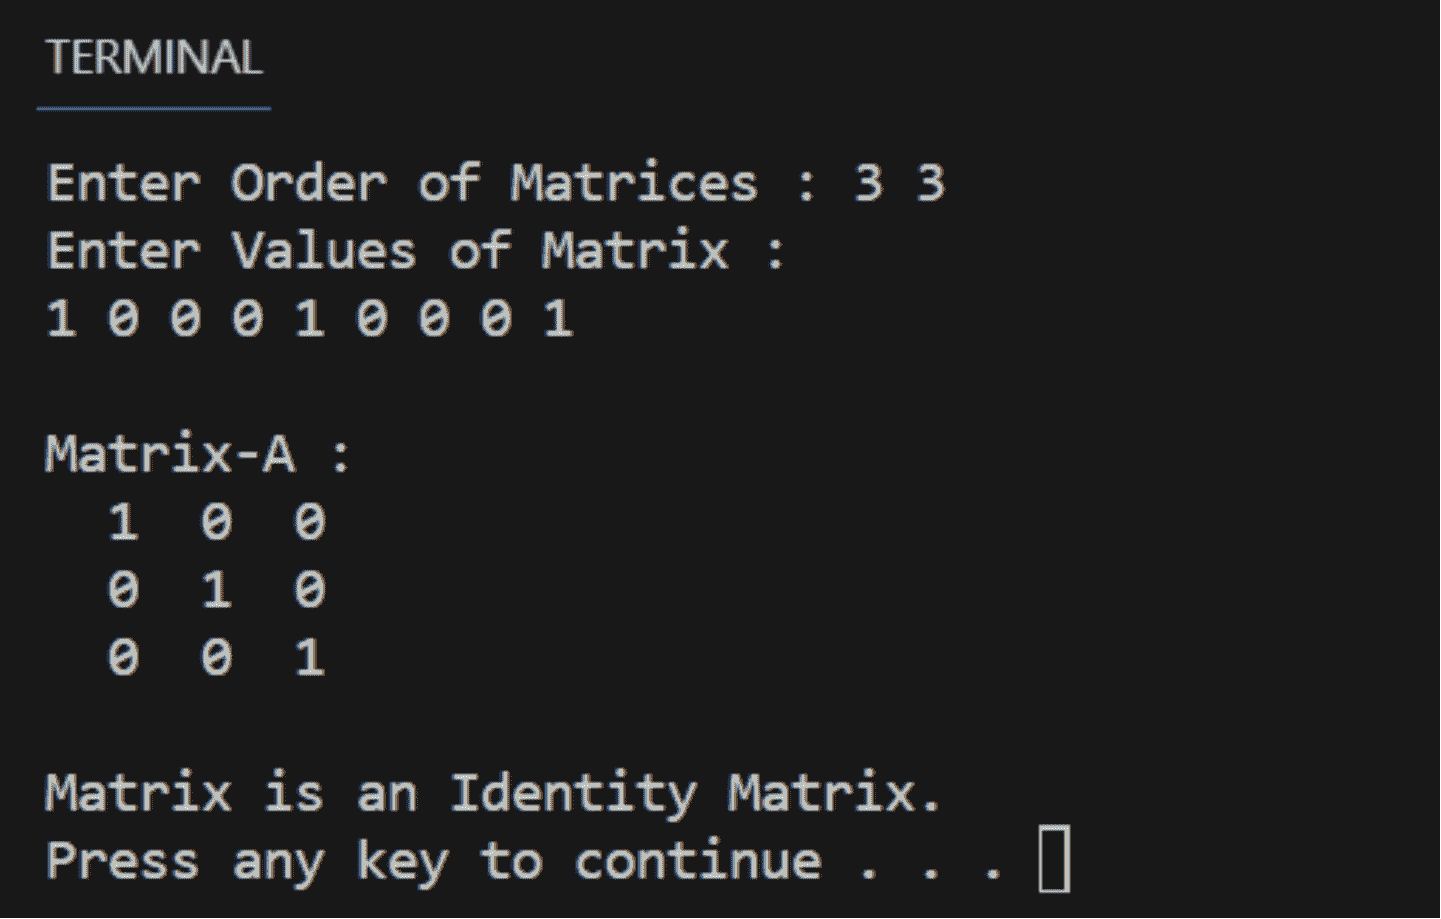 TERMINAL
Enter Order of Matrices : 3 3
Enter Values of Matrix :
1 0 0 0 1 0 0 0 1
Matrix-A :
1 0 0
0 1 0
0 0 1
Matrix is an Identity Matrix.
Press any key to continue . . .